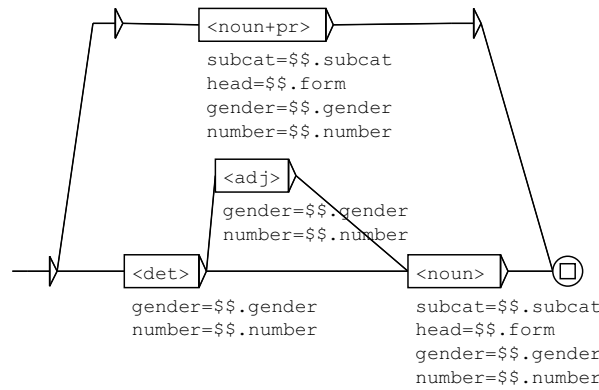 <noun+pr>
subcat=$$.subcat
head=$$.form
gender=$$.gender
number=$$.number
<adj>
gender=$$.gender
number=$$.number
<det>
gender=$$.gender
number=$$.number
<noun>
subcat=$$.subcat
head=$$.form
gender=$$.gender
number=$$.number